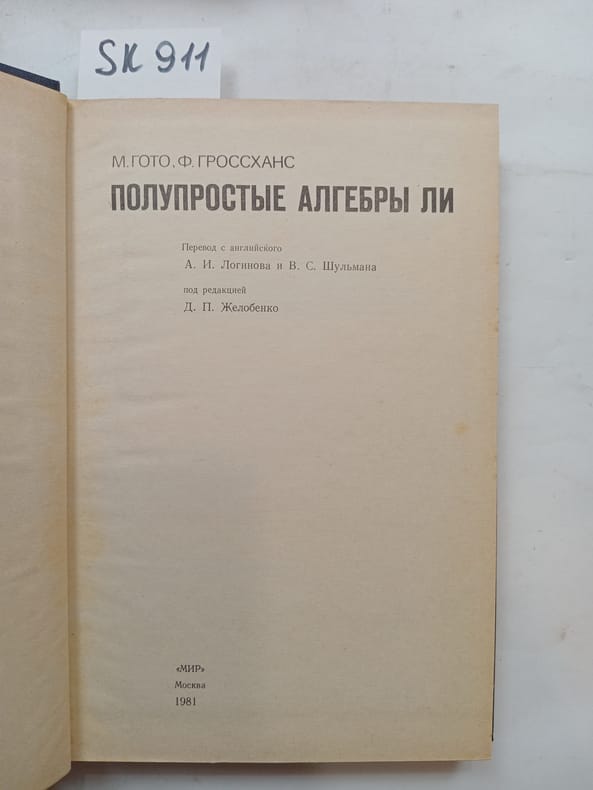 SK 911
М. ГОТО, Ф. ГРОССХАНС
ПОЛУПРОСТЫЕ АЛГЕБРЫ ЛИ
Перевод с английского
А. И. Логинова и В. С. Шульмана
под редакцией
Д. П. Желобенко
«МИР»
Москва
1981